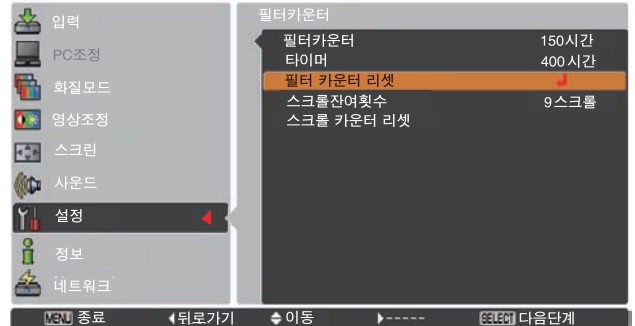 입력
PC조정
화질모드
영상조정
스크린
사운드
설정
정보
네트워크
필터카운터
필터카운터 150시간
타이머 400시간
필터 카운터 리셋
스크롤잔여횟수 9스크롤
스크롤 카운터 리셋
MENU 종료 뒤로가기 이동 ----- SELECT 다음단계